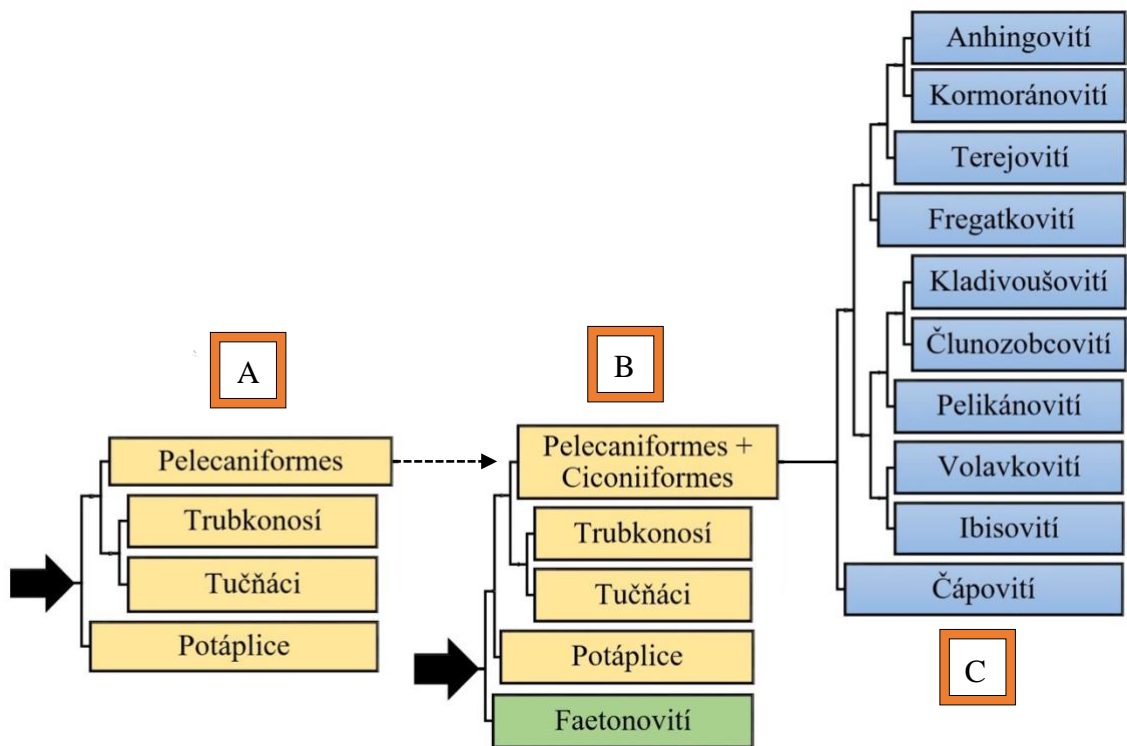 A
Pelecaniformes
Trubkonosí
Tučňáci
Potáplice
B
Pelecaniformes +
Ciconiiformes
Trubkonosí
Tučňáci
Potáplice
Faetonovití
Anhingovití
Kormoránovití
Terejovití
Fregatkovití
Kladivoušovití
Člunozobcovití
Pelikánovití
Volavkovití
Ibisovití
Čápovití
C